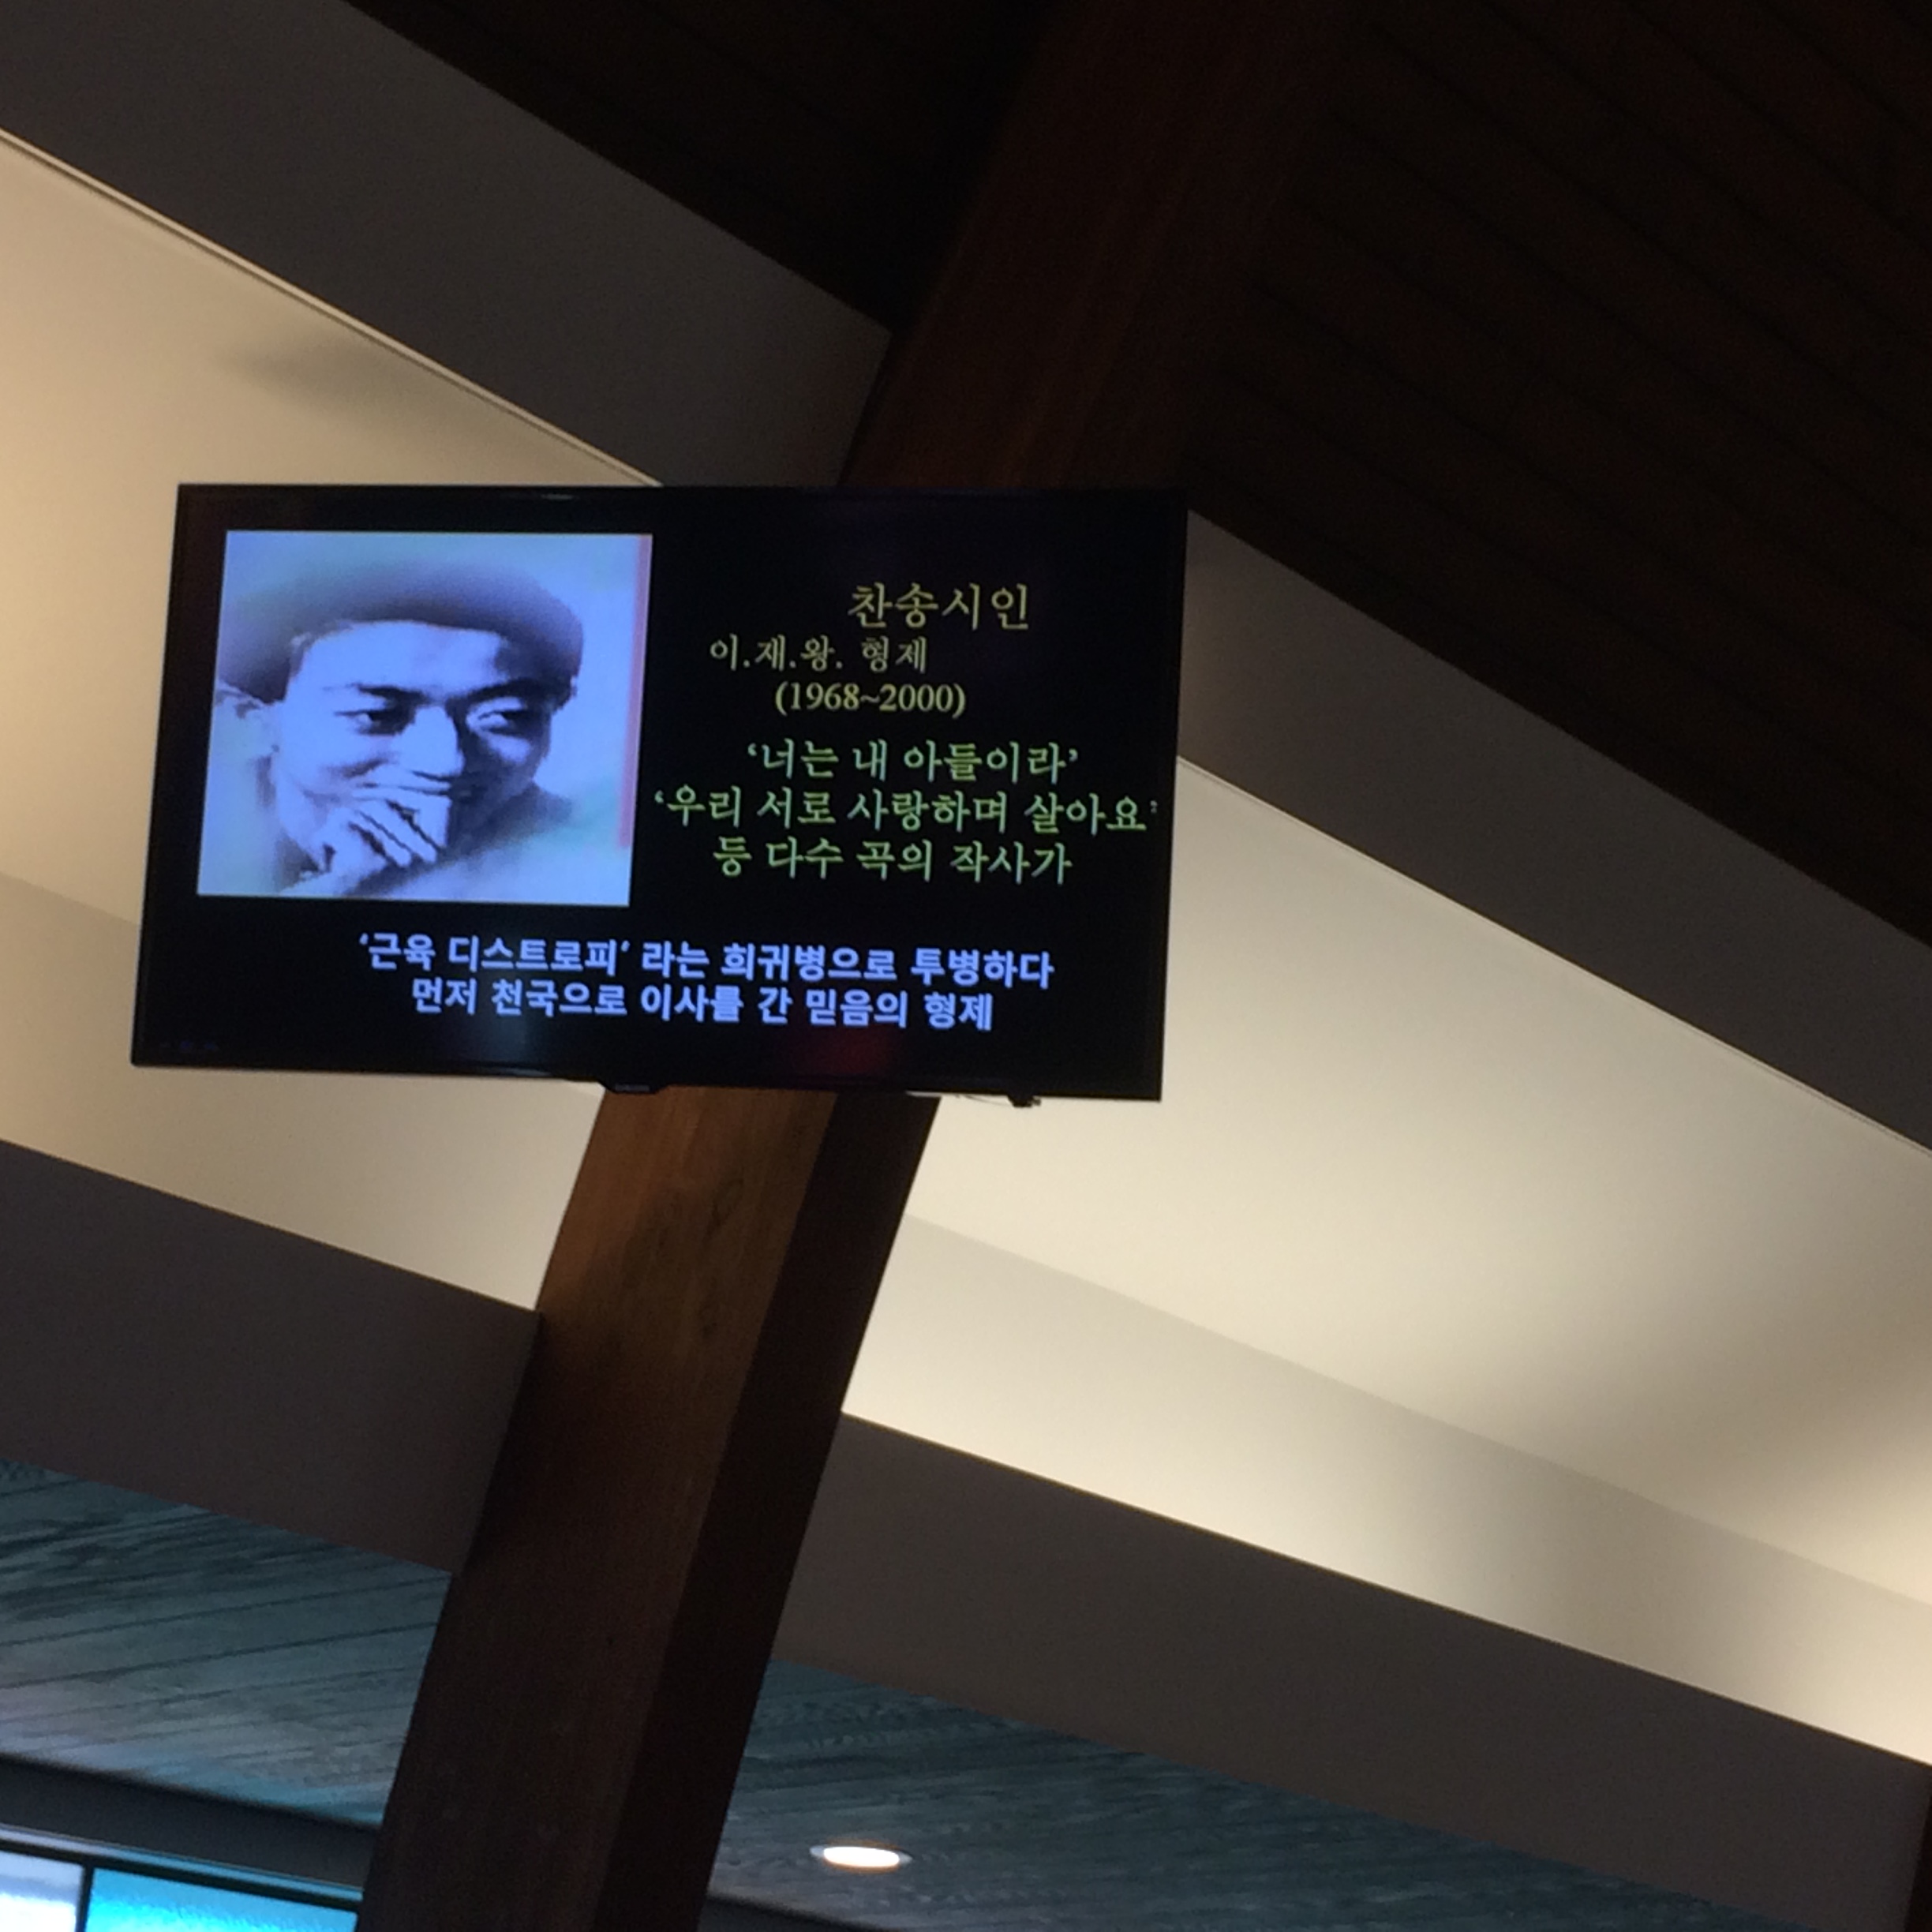 찬송시인
이.재.왕. 형제
(1968~2000)
‘너는 내 아들이라’
‘우리 서로 사랑하며 살아요’
등 다수 곡의 작사가
‘근육 디스트로피’ 라는 희귀병으로 투병하다
먼저 천국으로 이사를 간 믿음의 형제